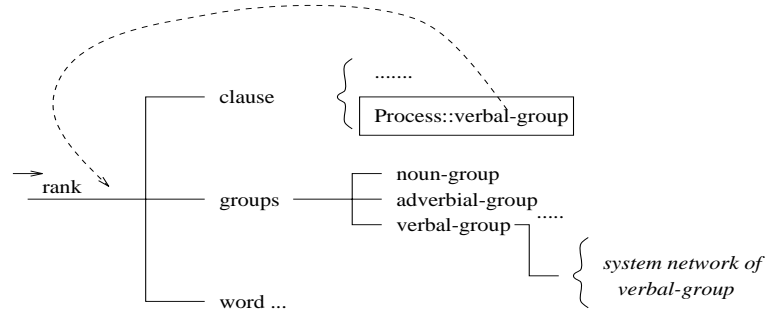 .......
clause
Process::verbal-group
rank
groups
noun-group
adverbial-group
verbal-group
.....
system network of
verbal-group
word ...